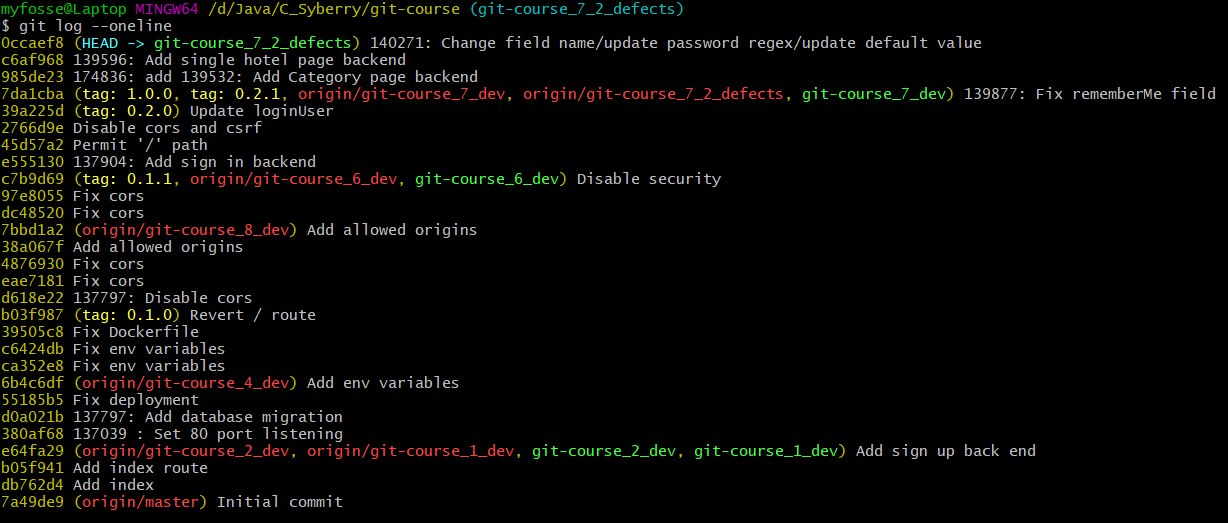 myfosse@Laptop MINGW64 /d/Java/C_Syberry/git-course (git-course_7_2_defects)
$ git log --oneline
0ccaef8 (HEAD -> git-course_7_2_defects) 140271: Change field name/update password regex/update default value
c6af968 139596: Add single hotel page backend
985de23 174836: add 139532: Add Category page backend
7da1cba (tag: 1.0.0, tag: 0.2.1, origin/git-course_7_dev, origin/git-course_7_2_defects, git-course_7_dev) 139877: Fix rememberMe field
39a225d (tag: 0.2.0) Update loginUser
2766d9e Disable cors and csrf
45d57a2 Permit '/' path
e555130 137904: Add sign in backend
c7b9d69 (tag: 0.1.1, origin/git-course_6_dev, git-course_6_dev) Disable security
97e8055 Fix cors
dc48520 Fix cors
7bbd1a2 (origin/git-course_8_dev) Add allowed origins
38a067f Add allowed origins
4876930 Fix cors
eae7181 Fix cors
d618e22 137797: Disable cors
b03f987 (tag: 0.1.0) Revert / route
39505c8 Fix Dockerfile
c6424db Fix env variables
ca352e8 Fix env variables
6b4c6df (origin/git-course_4_dev) Add env variables
55185b5 Fix deployment
d0a021b 137797: Add database migration
380af68 137039 : Set 80 port listening
e64fa29 (origin/git-course_2_dev, origin/git-course_1_dev, git-course_2_dev, git-course_1_dev) Add sign up back end
b05f941 Add index route
db762d4 Add index
7a49de9 (origin/master) Initial commit